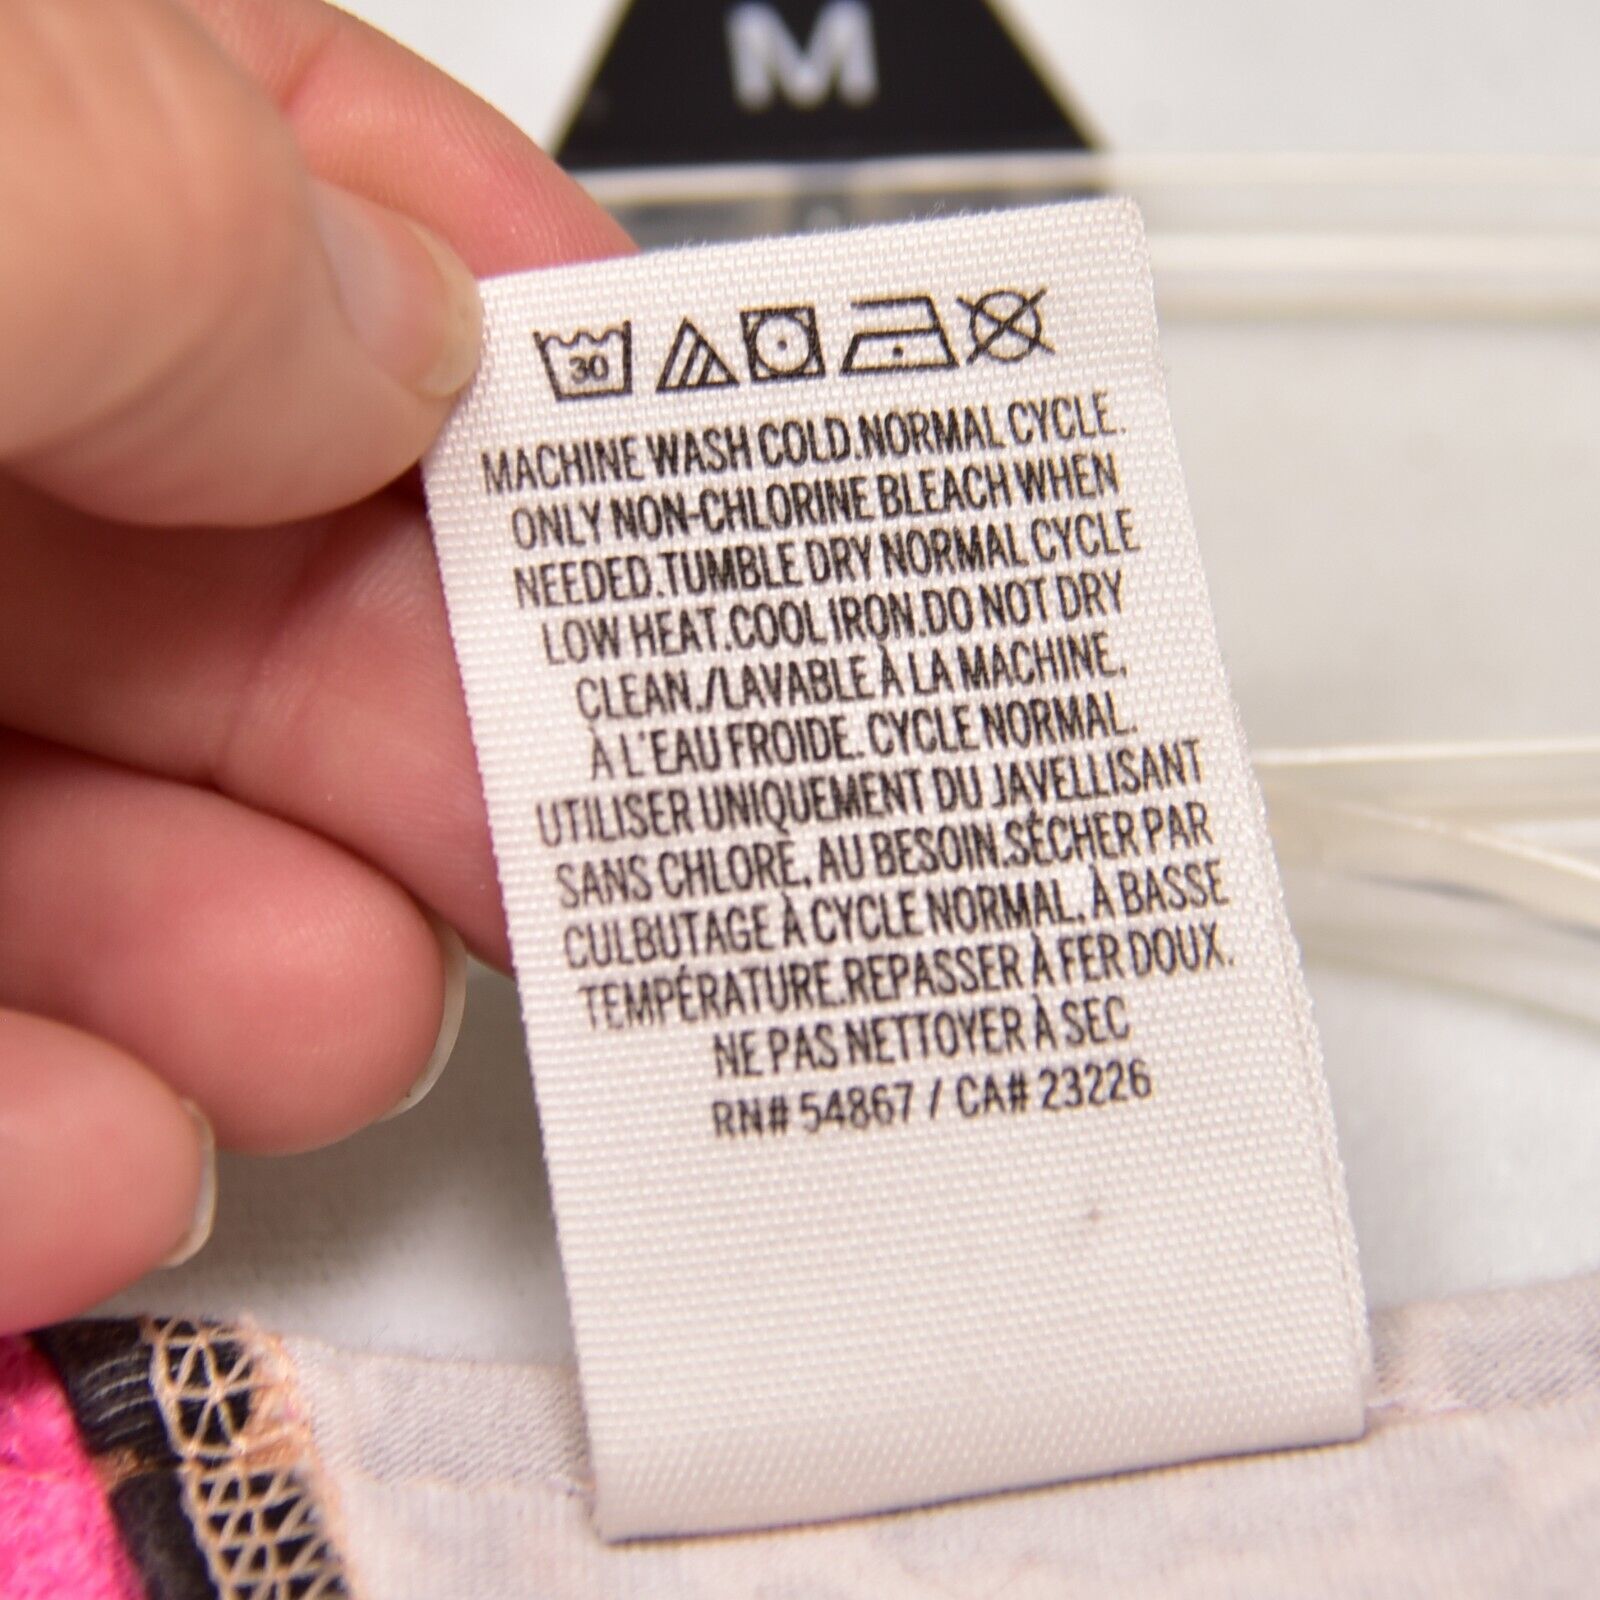 M
30
MACHINE WASH COLD.NORMAL CYCLE.
ONLY NON-CHLORINE BLEACH WHEN
NEEDED.TUMBLE DRY NORMAL CYCLE
LOW HEAT.COOL IRON.DO NOT DRY
CLEAN./LAVABLE À LA MACHINE,
À L'EAU FROIDE. CYCLE NORMAL.
UTILISER UNIQUEMENT DU JAVELLISANT
SANS CHLORE, AU BESOIN.SÉCHER PAR
CULBUTAGE À CYCLE NORMAL, À BASSE
TEMPÉRATURE.REPASSER À FER DOUX.
NE PAS NETTOYER À SEC
RN# 54867 / CA# 23226